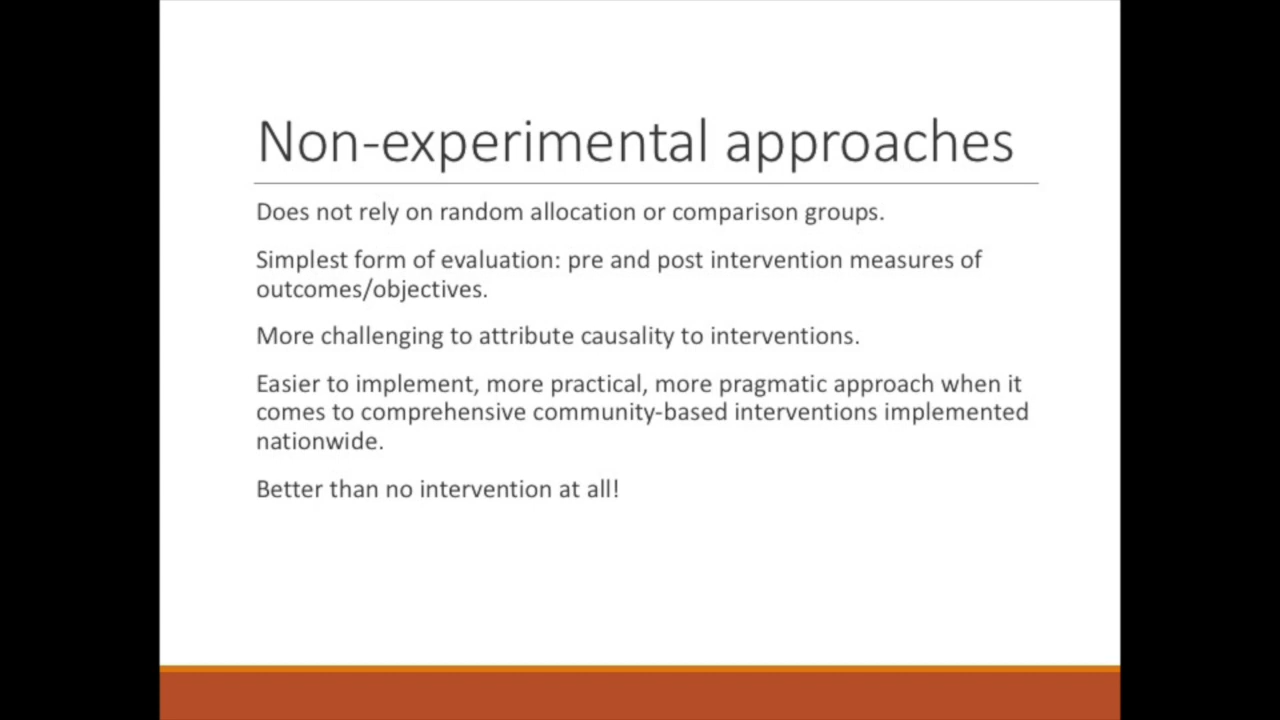 Non-experimental approaches
Does not rely on random allocation or comparison groups.
Simplest form of evaluation: pre and post intervention measures of
outcomes/objectives.
More challenging to attribute causality to interventions.
Easier to implement, more practical, more pragmatic approach when it
comes to comprehensive community-based interventions implemented
nationwide.
Better than no intervention at all!